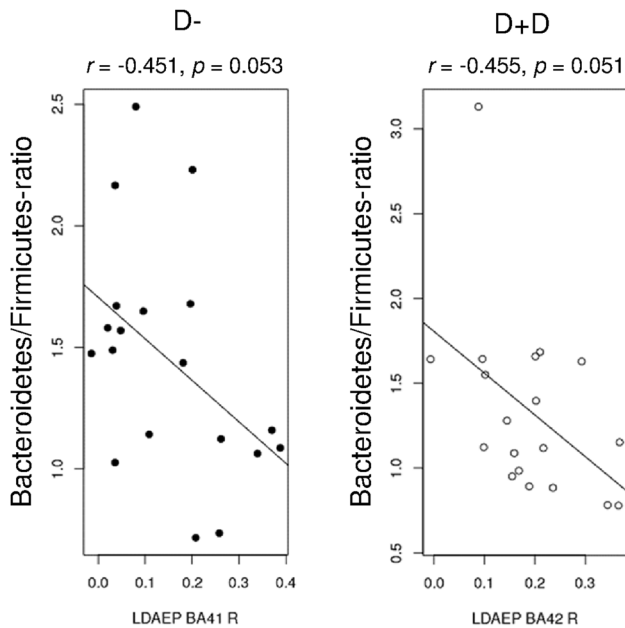 D-
r = -0.451, p = 0.053
Bacteroidetes/Firmicutes-ratio
2.5
2.0
1.5
1.0
0.0 0.1 0.2 0.3 0.4
LDAEP BA41 R
D+D
r = -0.455, p = 0.051
Bacteroidetes/Firmicutes-ratio
3.0
2.5
2.0
1.5
1.0
0.5
0.0 0.1 0.2 0.3
LDAEP BA42 R